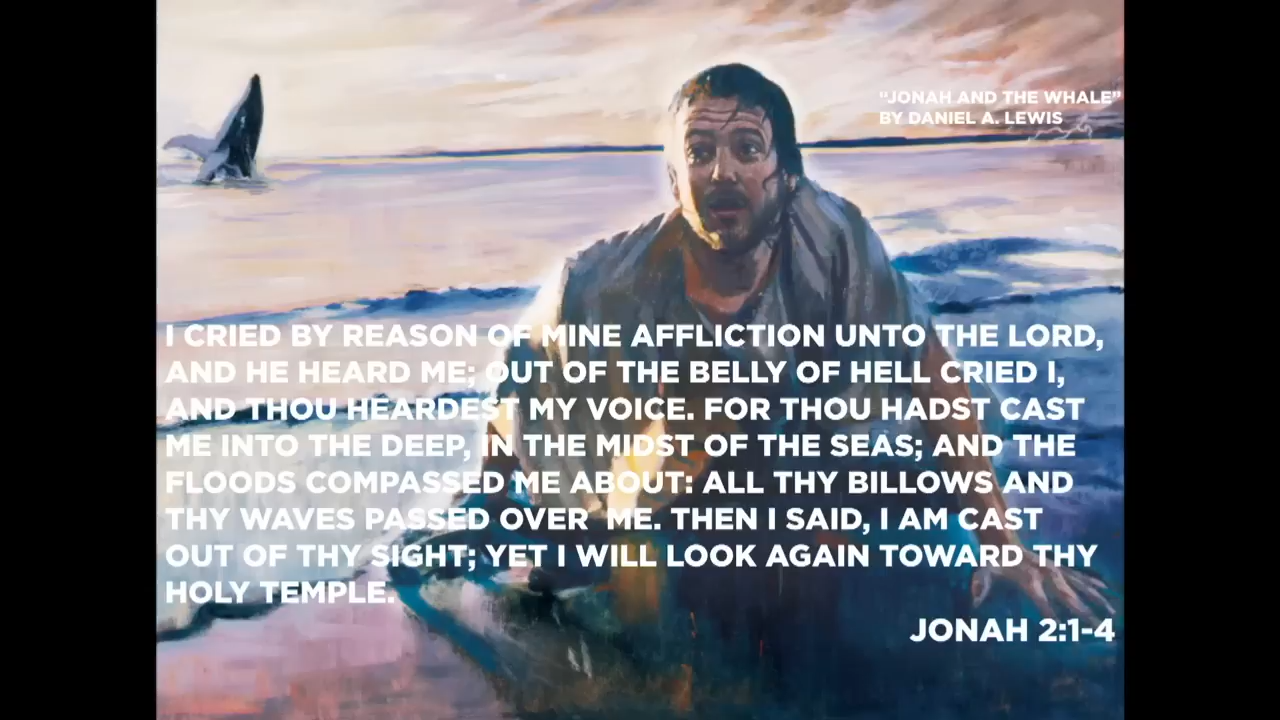 "JONAH AND THE WHALE"
BY DANIEL A. LEWIS
I CRIED BY REASON OF MINE AFFLICTION UNTO THE LORD,
AND HE HEARD ME; OUT OF THE BELLY OF HELL CRIED I,
AND THOU HEARDEST MY VOICE. FOR THOU HADST CAST
ME INTO THE DEEP, IN THE MIDST OF THE SEAS; AND THE
FLOODS COMPASSED ME ABOUT: ALL THY BILLOWS AND
THY WAVES PASSED OVER  ME. THEN I SAID, I AM CAST
OUT OF THY SIGHT; YET I WILL LOOK AGAIN TOWARD THY
HOLY TEMPLE.
JONAH 2:1-4